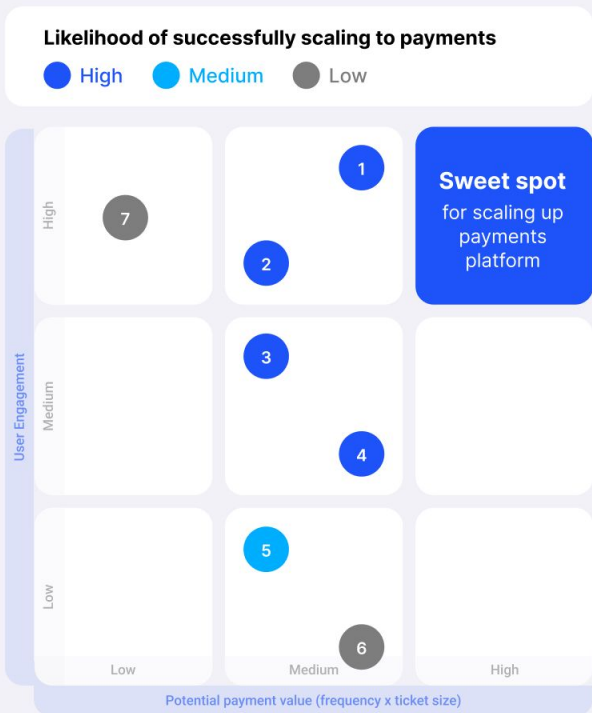 Likelihood of successfully scaling to payments
High Medium Low
High
7
1
2
Sweet spot
for scaling up
payments
platform
User Engagement
Medium
3
4
Low
5
6
Low Medium High
Potential payment value (frequency x ticket size)